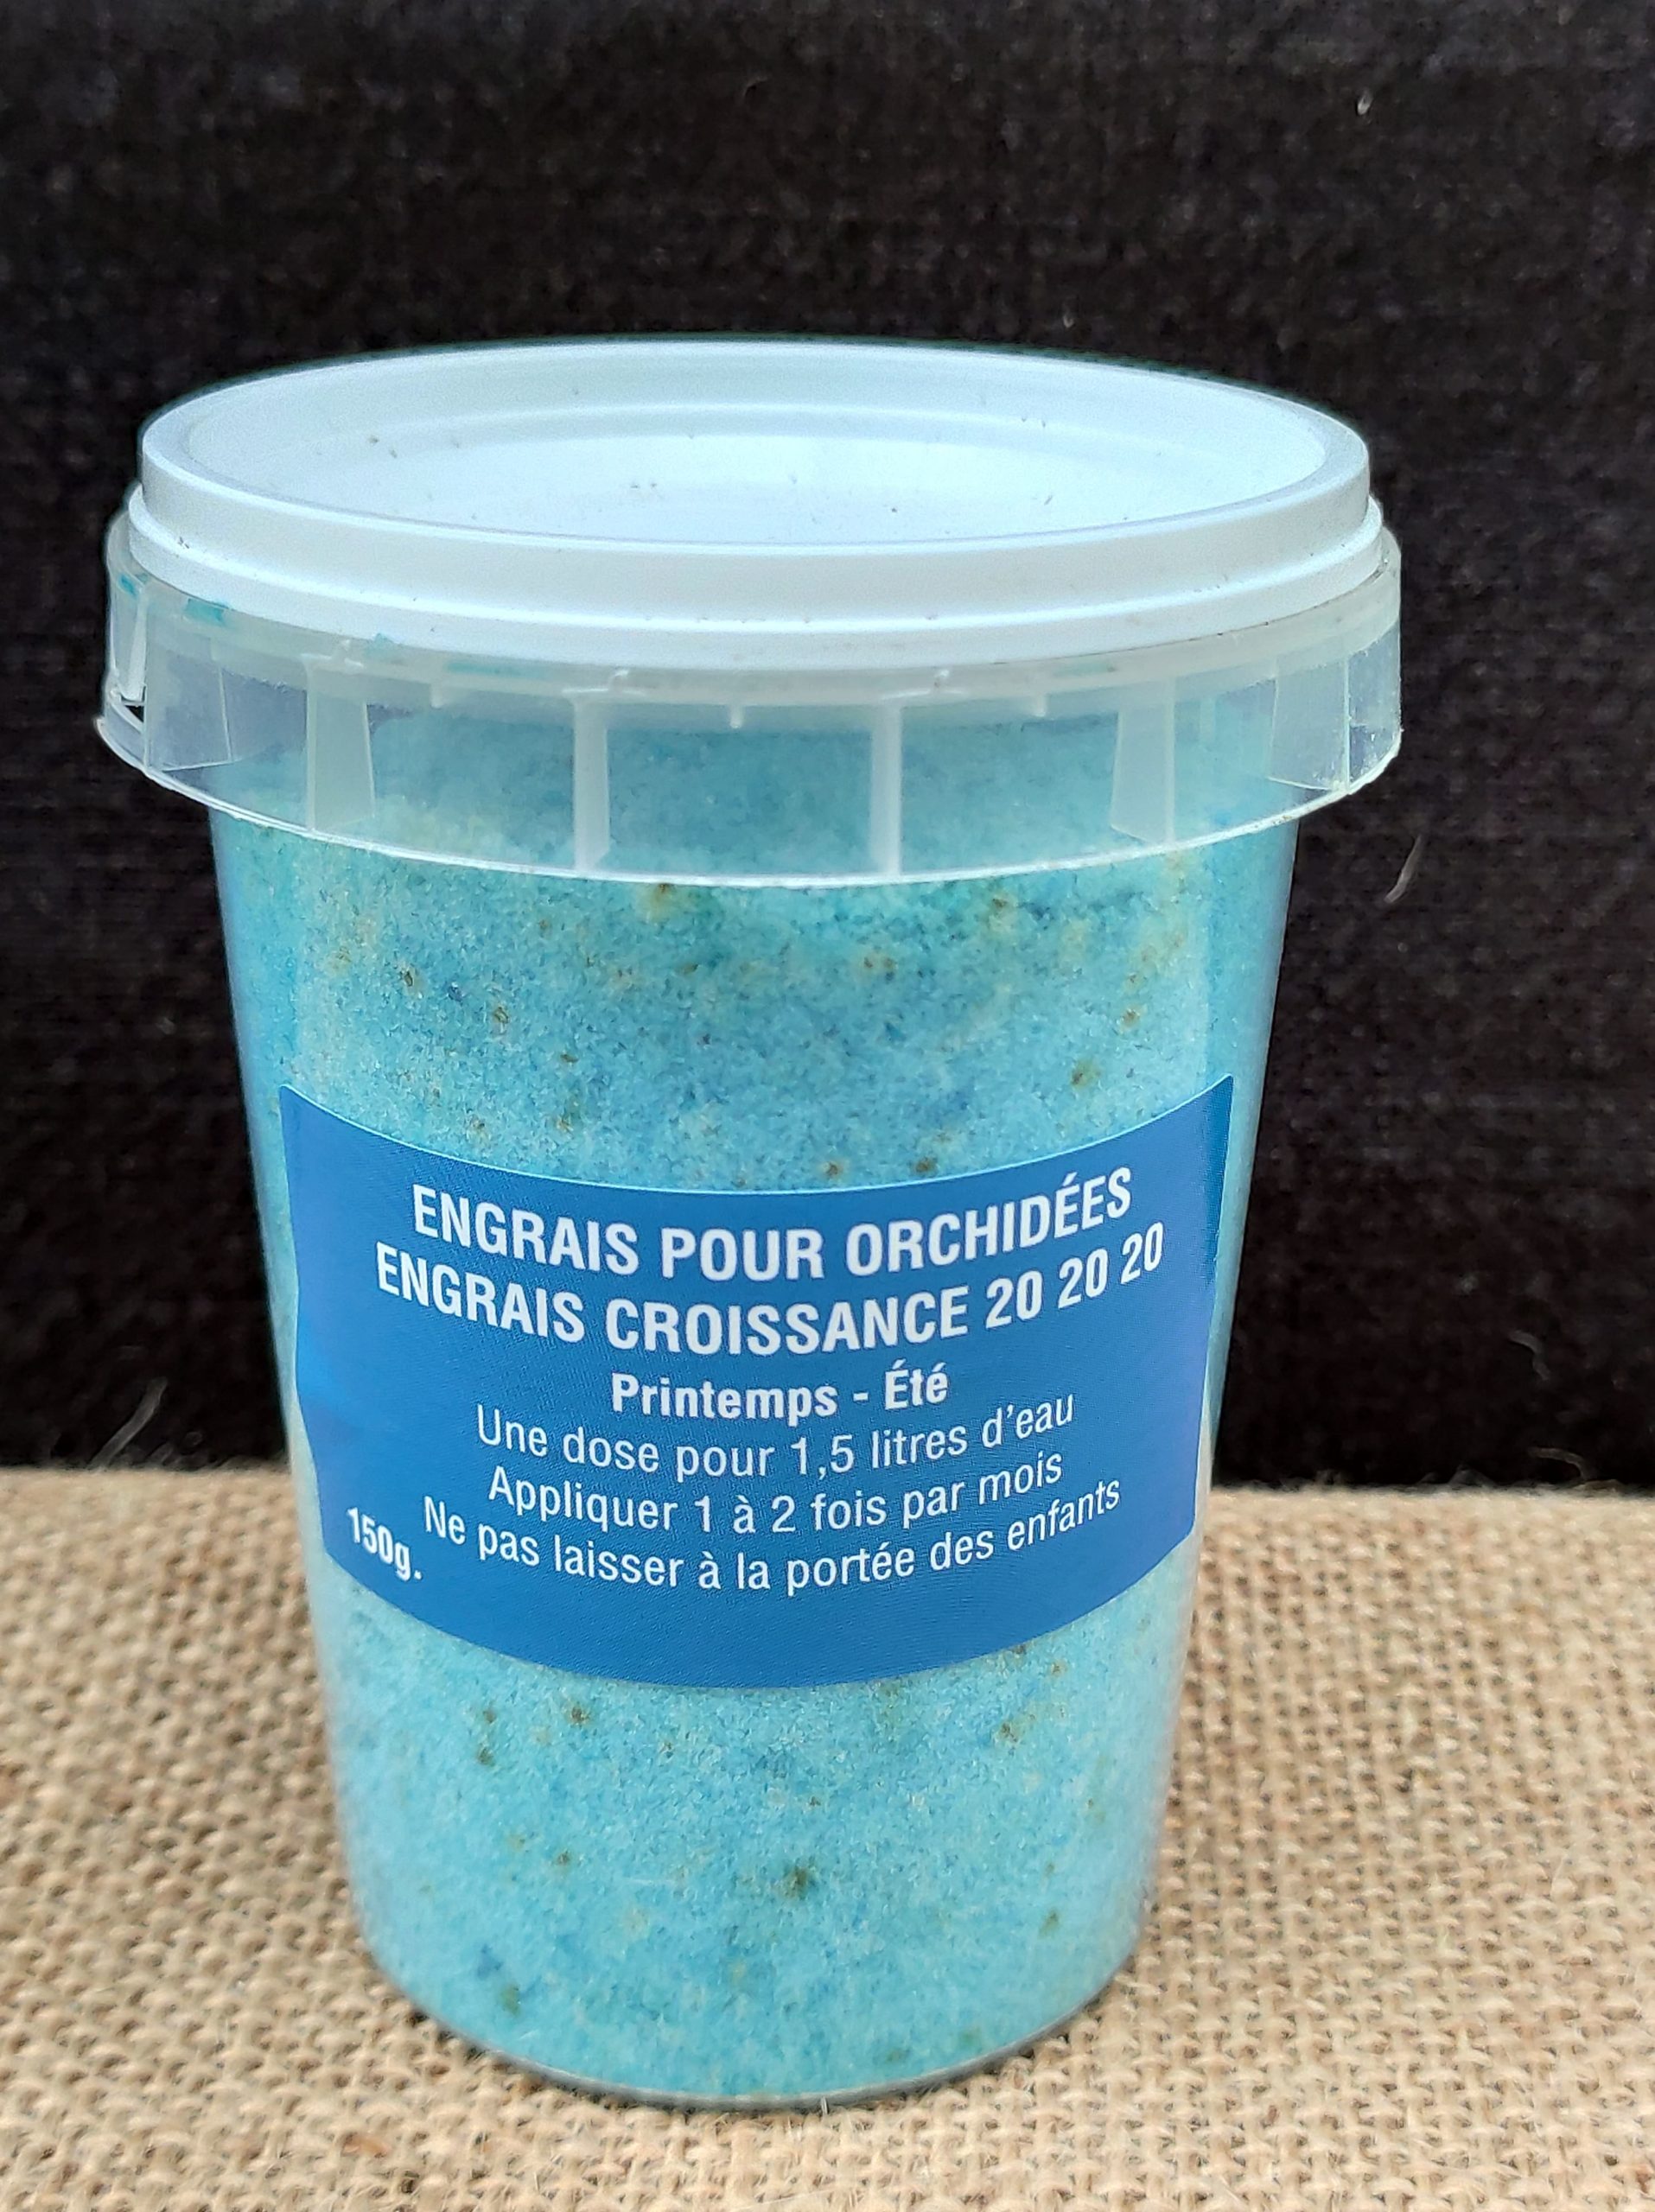 ENGRAIS POUR ORCHIDÉES
ENGRAIS CROISSANCE 20 20 20
Printemps - Été
Une dose pour 1,5 litres d'eau
Appliquer 1 à 2 fois par mois
Ne pas laisser à la portée des enfants
150g.